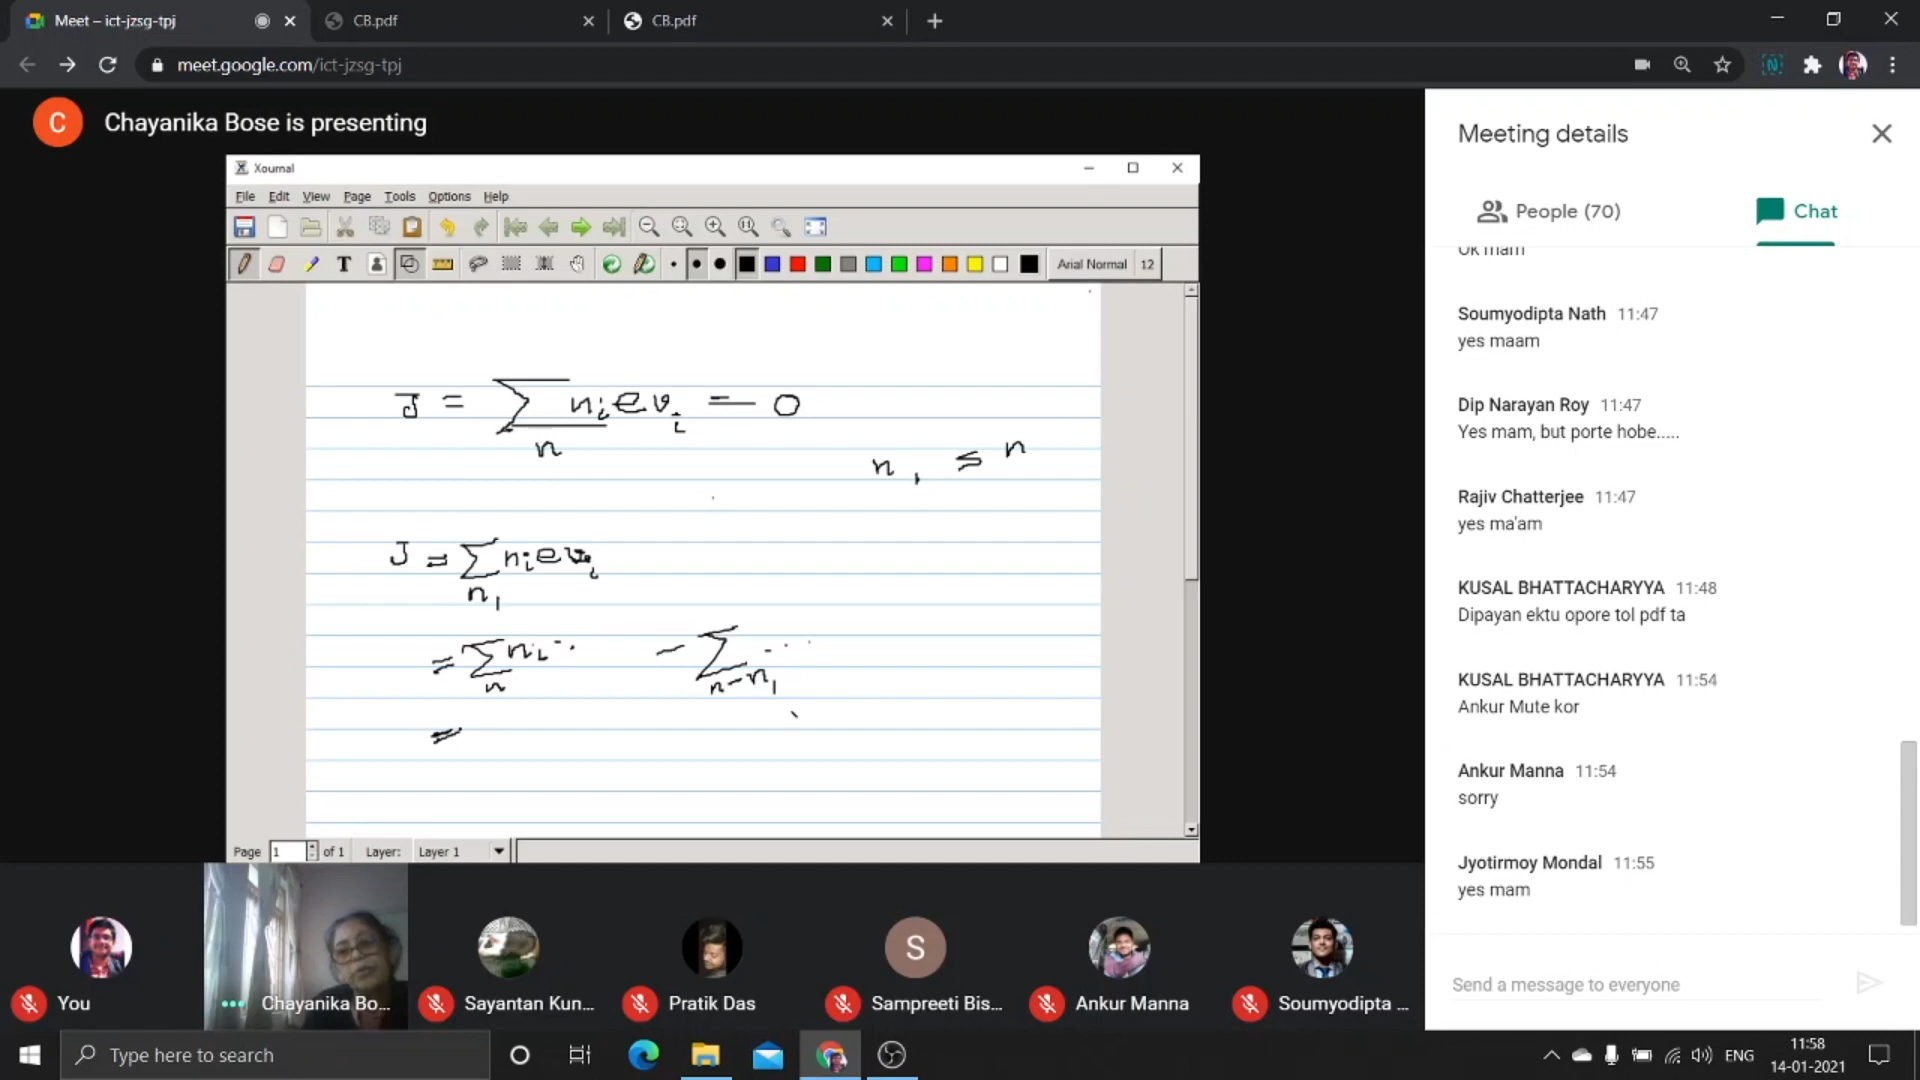 Meet – ict-jzsg-tpj
CB.pdf
CB.pdf
meet.google.com/ict-jzsg-tpj
C
Chayanika Bose is presenting
Xournal
File Edit View Page Tools Options Help
T
Arial Normal 12
J = ∑ nᵢ e vᵢ = 0
n
n₁ ≤ n
J = ∑ nᵢ e vᵢ
n₁
= ∑ nᵢ .. − ∑ ...
n n−n₁
=
Page 1 of 1 Layer: Layer 1
You
Chayanika Bo...
Sayantan Kun...
Pratik Das
S
Sampreeti Bis...
Ankur Manna
Soumyodipta ...
Meeting details
People (70)
Chat
Ok mam
Soumyodipta Nath 11:47
yes maam
Dip Narayan Roy 11:47
Yes mam, but porte hobe.....
Rajiv Chatterjee 11:47
yes ma'am
KUSAL BHATTACHARYYA 11:48
Dipayan ektu opore tol pdf ta
KUSAL BHATTACHARYYA 11:54
Ankur Mute kor
Ankur Manna 11:54
sorry
Jyotirmoy Mondal 11:55
yes mam
Send a message to everyone
Type here to search
ENG
11:58
14-01-2021